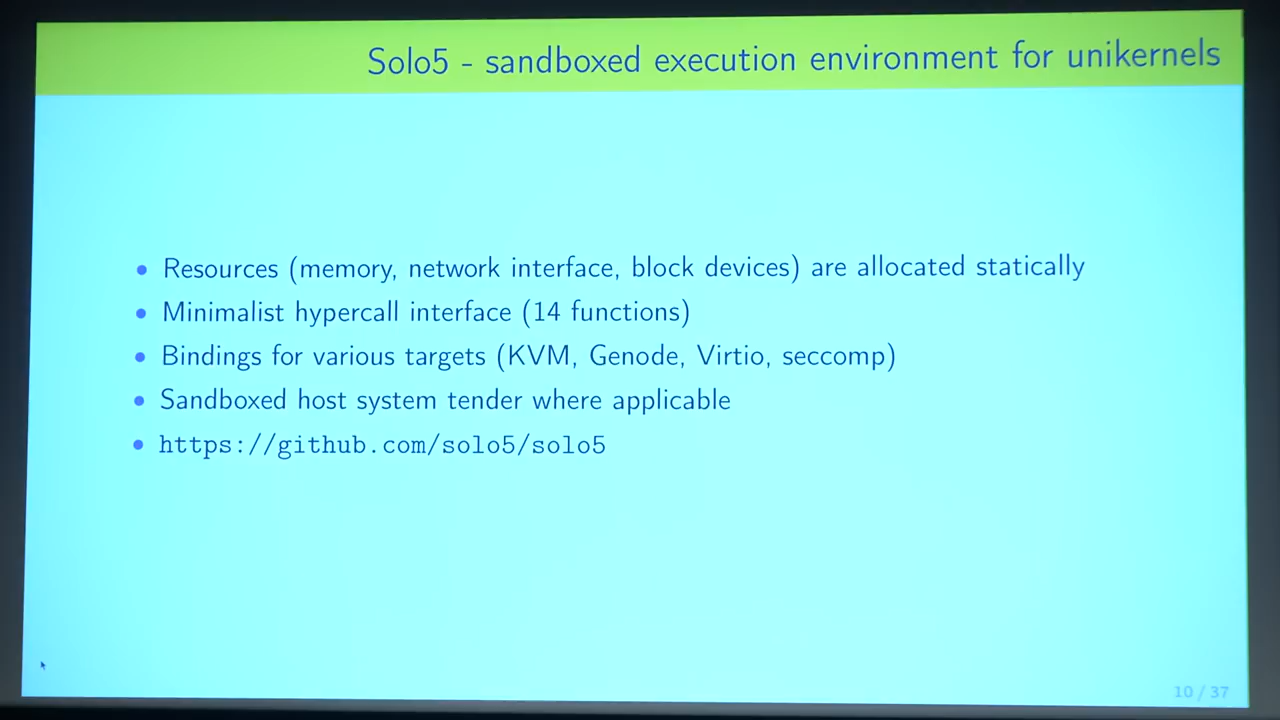 Solo5 - sandboxed execution environment for unikernels
• Resources (memory, network interface, block devices) are allocated statically
• Minimalist hypercall interface (14 functions)
• Bindings for various targets (KVM, Genode, Virtio, seccomp)
• Sandboxed host system tender where applicable
• https://github.com/solo5/solo5
10 / 37